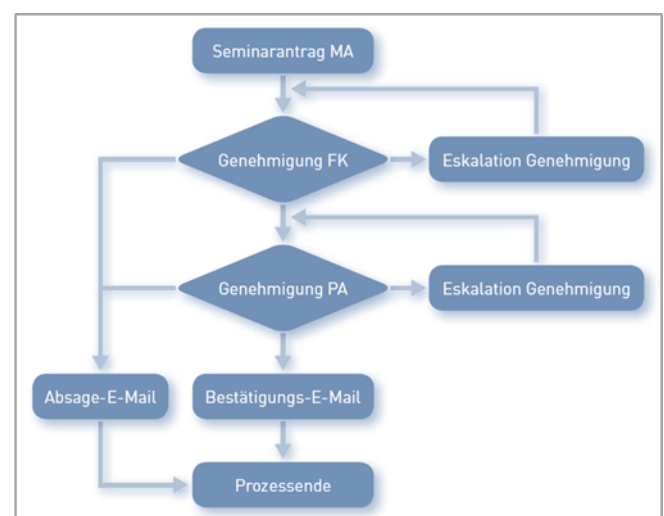 Seminarantrag MA
Genehmigung FK
Eskalation Genehmigung
Genehmigung PA
Eskalation Genehmigung
Absage-E-Mail
Bestätigungs-E-Mail
Prozessende